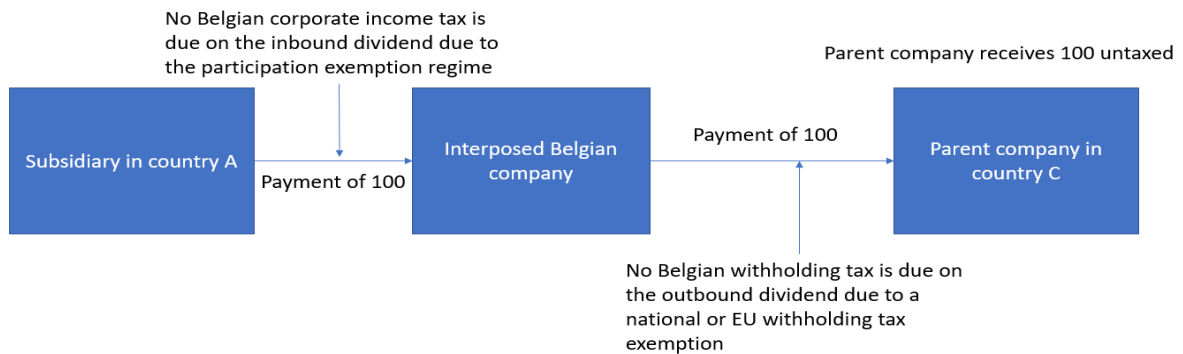 No Belgian corporate income tax is
due on the inbound dividend due to
the participation exemption regime
Parent company receives 100 untaxed
Subsidiary in country A
Payment of 100
Interposed Belgian
company
Payment of 100
Parent company in
country C
No Belgian withholding tax is due on
the outbound dividend due to a
national or EU withholding tax
exemption